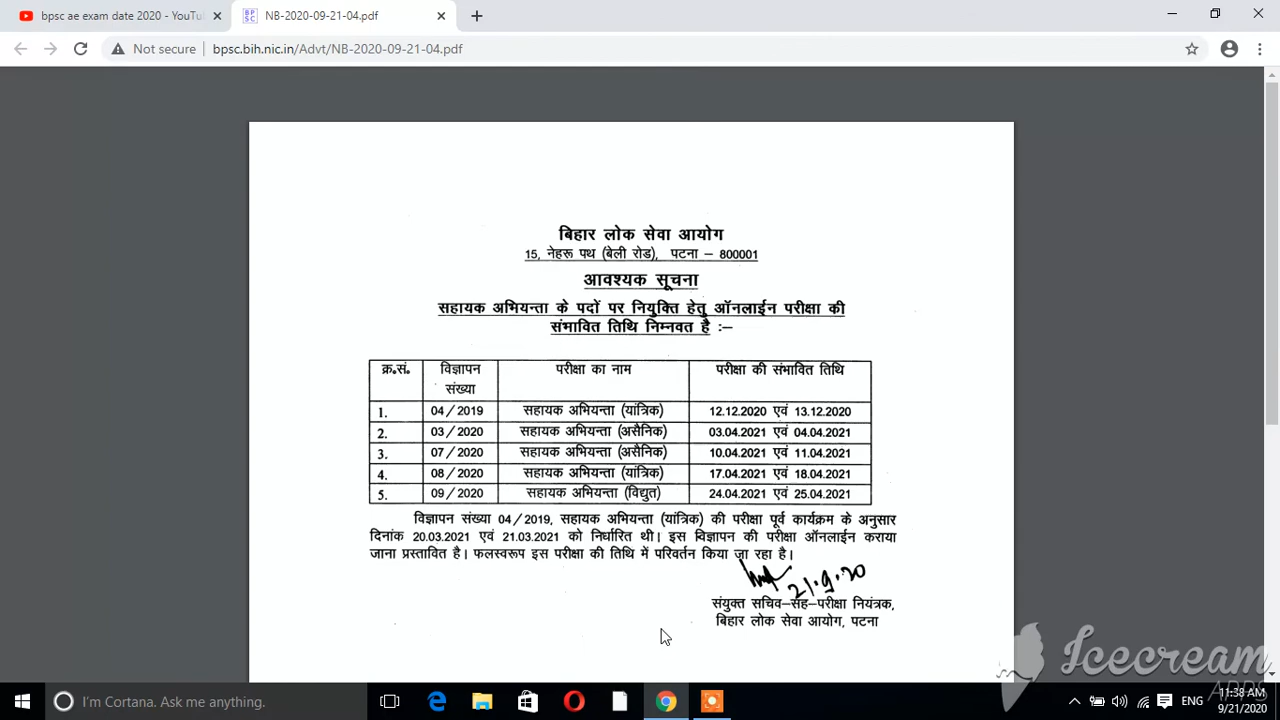 bpsc ae exam date 2020 - YouTu
NB-2020-09-21-04.pdf
Not secure
bpsc.bih.nic.in/Advt/NB-2020-09-21-04.pdf
बिहार लोक सेवा आयोग
15, नेहरू पथ (बेली रोड), पटना – 800001
आवश्यक सूचना
सहायक अभियन्ता के पदों पर नियुक्ति हेतु ऑनलाईन परीक्षा की
संभावित तिथि निम्नवत है :–
क्र.सं. विज्ञापन संख्या परीक्षा का नाम परीक्षा की संभावित तिथि
1. 04/2019 सहायक अभियन्ता (यांत्रिक) 12.12.2020 एवं 13.12.2020
2. 03/2020 सहायक अभियन्ता (असैनिक) 03.04.2021 एवं 04.04.2021
3. 07/2020 सहायक अभियन्ता (असैनिक) 10.04.2021 एवं 11.04.2021
4. 08/2020 सहायक अभियन्ता (यांत्रिक) 17.04.2021 एवं 18.04.2021
5. 09/2020 सहायक अभियन्ता (विद्युत) 24.04.2021 एवं 25.04.2021
विज्ञापन संख्या 04/2019, सहायक अभियन्ता (यांत्रिक) की परीक्षा पूर्व कार्यक्रम के अनुसार
दिनांक 20.03.2021 एवं 21.03.2021 को निर्धारित थी। इस विज्ञापन की परीक्षा ऑनलाईन कराया
जाना प्रस्तावित है। फलस्वरूप इस परीक्षा की तिथि में परिवर्तन किया जा रहा है।
21.9.20
संयुक्त सचिव–सह–परीक्षा नियंत्रक,
बिहार लोक सेवा आयोग, पटना
Icecream
APPS
I'm Cortana. Ask me anything.
ENG
11:38 AM
9/21/2020